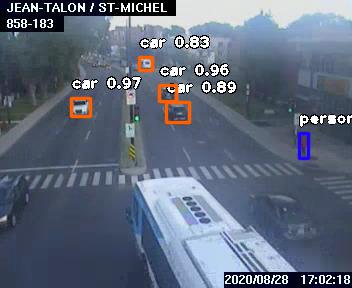 JEAN-TALON / ST-MICHEL
858-183
car 0.83
car 0.96
car 0.97
car 0.89
person
2020/08/28 17:02:18